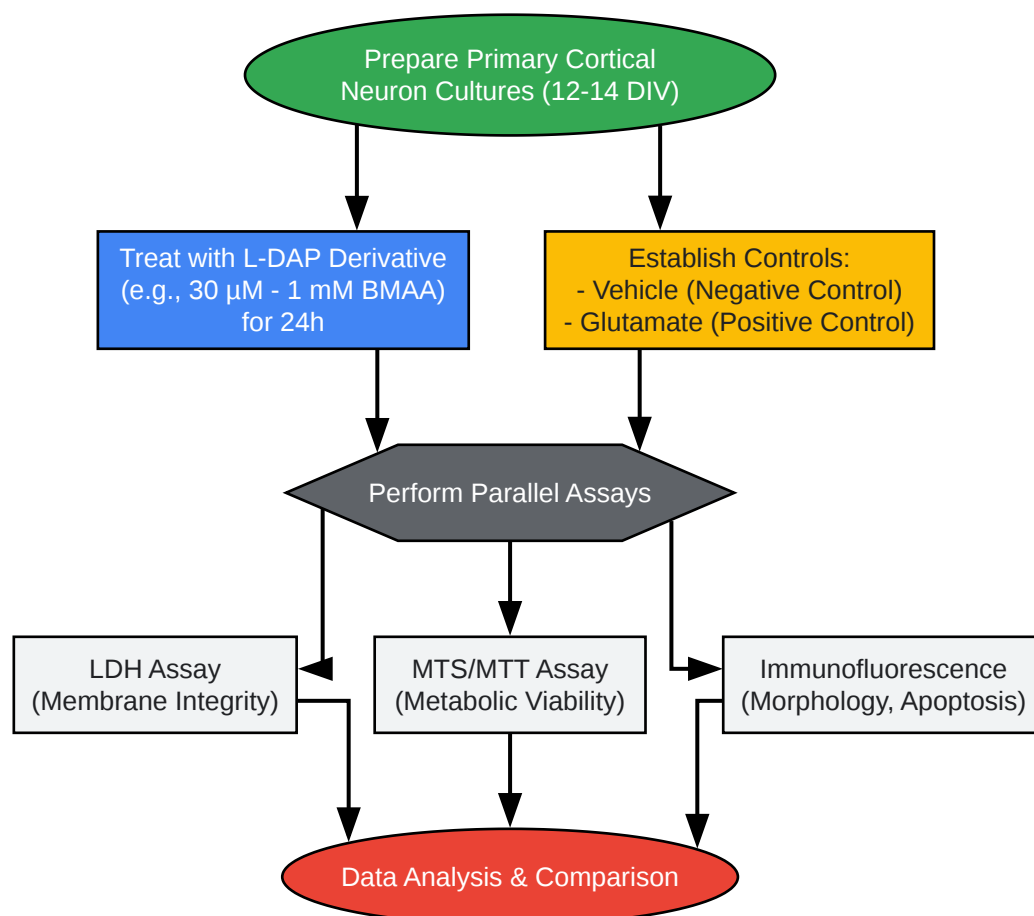 Prepare Primary Cortical
Neuron Cultures (12-14 DIV)
Treat with L-DAP Derivative
(e.g., 30 µM - 1 mM BMAA)
for 24h
Establish Controls:
- Vehicle (Negative Control)
- Glutamate (Positive Control)
Perform Parallel Assays
LDH Assay
(Membrane Integrity)
MTS/MTT Assay
(Metabolic Viability)
Immunofluorescence
(Morphology, Apoptosis)
Data Analysis & Comparison